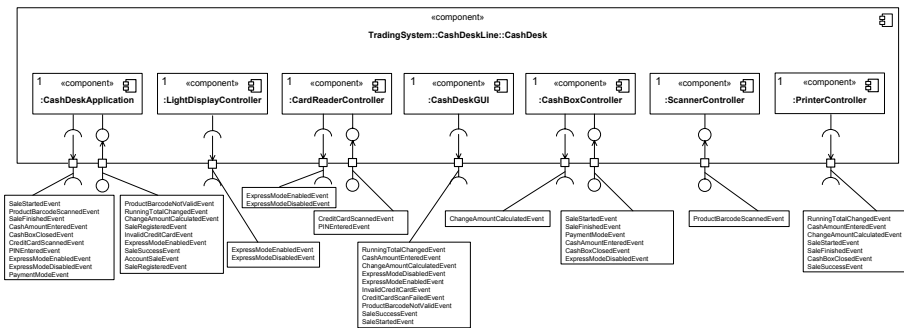 «component»
TradingSystem::CashDeskLine::CashDesk
1 «component»
:CashDeskApplication
1 «component»
:LightDisplayController
1 «component»
:CardReaderController
1 «component»
:CashDeskGUI
1 «component»
:CashBoxController
1 «component»
:ScannerController
1 «component»
:PrinterController
SaleStartedEvent
ProductBarcodeScannedEvent
SaleFinishedEvent
CashAmountEnteredEvent
CashBoxClosedEvent
CreditCardScannedEvent
PINEnteredEvent
ExpressModeEnabledEvent
ExpressModeDisabledEvent
PaymentModeEvent
ProductBarcodeNotValidEvent
RunningTotalChangedEvent
ChangeAmountCalculatedEvent
SaleRegisteredEvent
InvalidCreditCardEvent
ExpressModeEnabledEvent
SaleSuccessEvent
AccountSaleEvent
SaleRegisteredEvent
ExpressModeEnabledEvent
ExpressModeDisabledEvent
ExpressModeEnabledEvent
ExpressModeDisabledEvent
CreditCardScannedEvent
PINEnteredEvent
RunningTotalChangedEvent
CashAmountEnteredEvent
ChangeAmountCalculatedEvent
ExpressModeDisabledEvent
ExpressModeEnabledEvent
InvalidCreditCardEvent
CreditCardScanFailedEvent
ProductBarcodeNotValidEvent
SaleSuccessEvent
SaleStartedEvent
ChangeAmountCalculatedEvent
SaleStartedEvent
SaleFinishedEvent
PaymentModeEvent
CashAmountEnteredEvent
CashBoxClosedEvent
ExpressModeDisabledEvent
ProductBarcodeScannedEvent
RunningTotalChangedEvent
CashAmountEnteredEvent
ChangeAmountCalculatedEvent
SaleStartedEvent
SaleFinishedEvent
CashBoxClosedEvent
SaleSuccessEvent